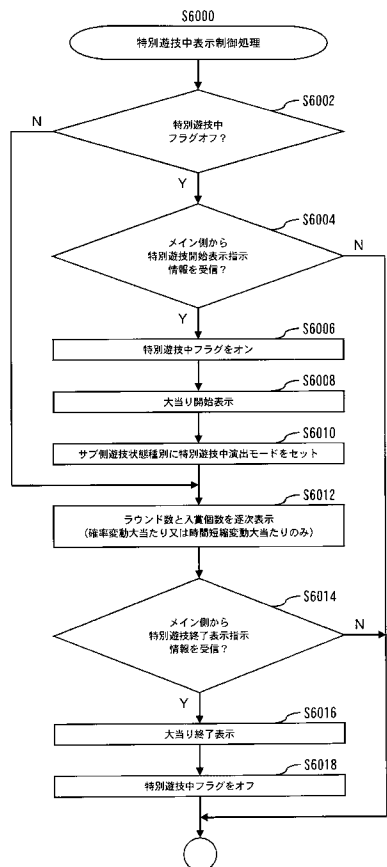 S6000
特別遊技中表示制御処理
S6002
特別遊技中
フラグオフ?
N
Y
S6004
メイン側から
特別遊技開始表示指示
情報を受信?
N
Y
S6006
特別遊技中フラグをオン
S6008
大当り開始表示
S6010
サブ側遊技状態種別に特別遊技中演出モードをセット
S6012
ラウンド数と入賞個数を逐次表示
(確率変動大当たり又は時間短縮変動大当たりのみ)
S6014
メイン側から
特別遊技終了表示指示
情報を受信?
N
Y
S6016
大当り終了表示
S6018
特別遊技中フラグをオフ